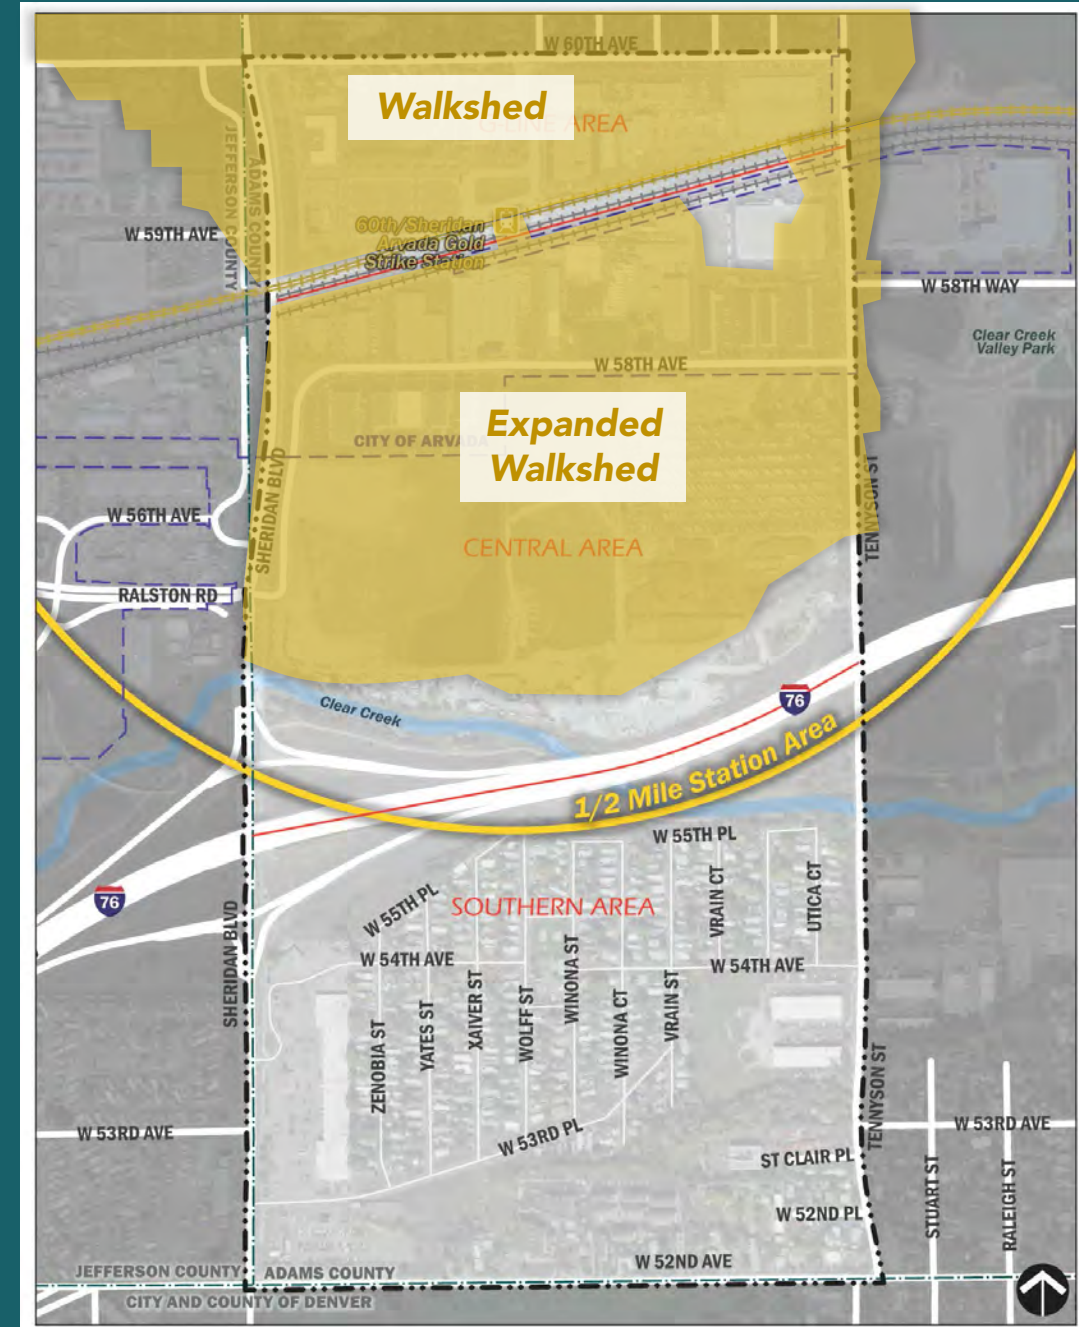 W 60TH AVE
Walkshed
G LINE AREA
JEFFERSON COUNTY
ADAMS COUNTY
W 59TH AVE
60th/Sheridan
Arvada Gold
Strike Station
W 58TH WAY
Clear Creek
Valley Park
W 58TH AVE
Expanded
Walkshed
CITY OF ARVADA
SHERIDAN BLVD
TENNYSON ST
W 56TH AVE
CENTRAL AREA
RALSTON RD
Clear Creek
76
1/2 Mile Station Area
W 55TH PL
76
W 55TH PL
SOUTHERN AREA
VRAIN CT
UTICA CT
SHERIDAN BLVD
W 54TH AVE
W 54TH AVE
ZENOBIA ST
YATES ST
XAIVER ST
WOLFF ST
WINONA ST
WINONA CT
VRAIN ST
TENNYSON ST
W 53RD AVE
W 53RD PL
W 53RD AVE
ST CLAIR PL
STUART ST
RALEIGH ST
W 52ND PL
W 52ND AVE
JEFFERSON COUNTY
ADAMS COUNTY
CITY AND COUNTY OF DENVER